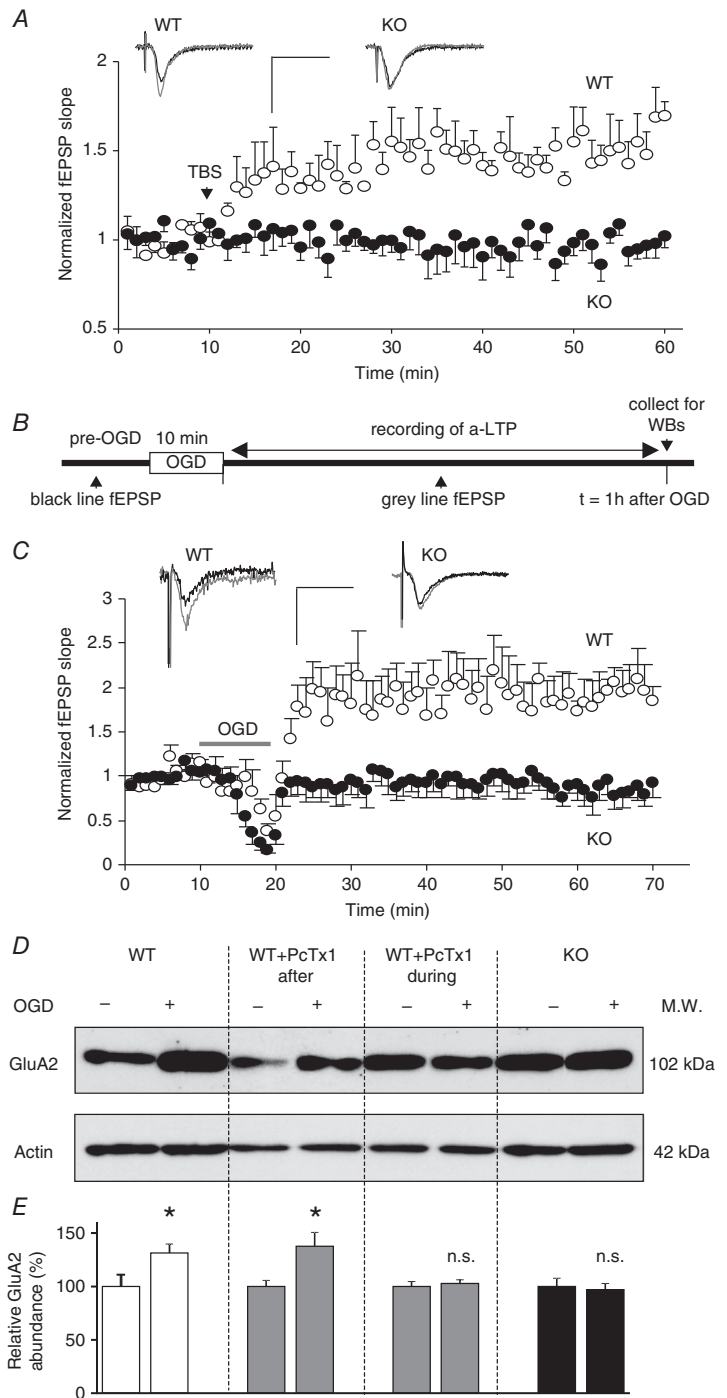 A
WT
KO
2
1.5
1
0.5
Normalized fEPSP slope
TBS
WT
KO
0
10
20
30
40
50
60
Time (min)
B
pre-OGD
10 min
OGD
recording of a-LTP
collect for
WBs
black line fEPSP
grey line fEPSP
t = 1h after OGD
C
WT
KO
3
2.5
2
1.5
1
0.5
0
Normalized fEPSP slope
OGD
WT
KO
0
10
20
30
40
50
60
70
Time (min)
D
WT
WT+PcTx1
after
WT+PcTx1
during
KO
OGD
–
+
–
+
–
+
–
+
M.W.
GluA2
102 kDa
Actin
42 kDa
E
150
100
50
0
Relative GluA2
abundance (%)
*
*
n.s.
n.s.